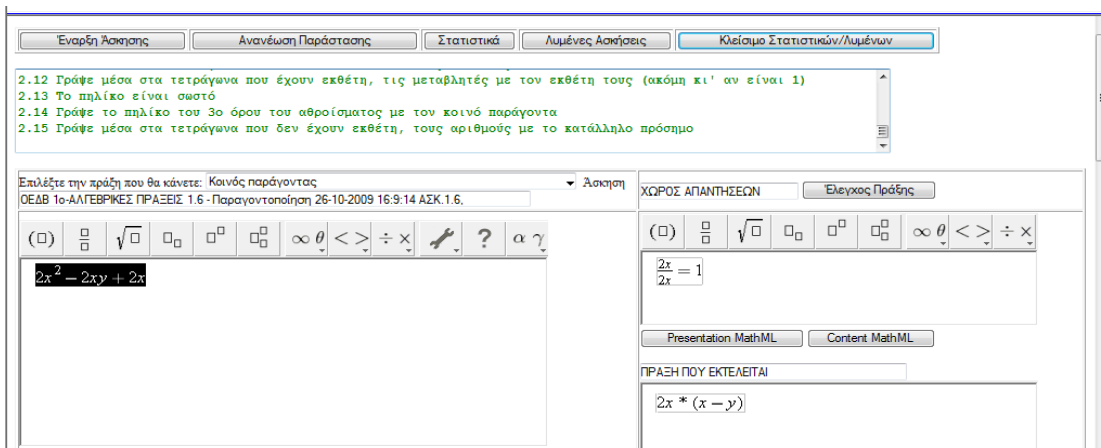 Έναρξη Άσκησης Ανανέωση Παράστασης Στατιστικά Λυμένες Ασκήσεις Κλείσιμο Στατιστικών/Λυμένων
2.12 Γράψε μέσα στα τετράγωνα που έχουν εκθέτη, τις μεταβλητές με τον εκθέτη τους (ακόμη κι' αν είναι 1)
2.13 Το πηλίκο είναι σωστό
2.14 Γράψε το πηλίκο του 3ο όρου του αθροίσματος με τον κοινό παράγοντα
2.15 Γράψε μέσα στα τετράγωνα που δεν έχουν εκθέτη, τους αριθμούς με το κατάλληλο πρόσημο
Επιλέξτε την πράξη που θα κάνετε: Κοινός παράγοντας Άσκηση
ΟΕΔΒ 1ο-ΑΛΓΕΒΡΙΚΕΣ ΠΡΑΞΕΙΣ 1.6 - Παραγοντοποίηση 26-10-2009 16:9:14 ΑΣΚ.1.6,
(□) □/□ √□ □□ □^□ □□^□ ∞ θ < > ÷ × ? α γ
2x² − 2xy + 2x
ΧΩΡΟΣ ΑΠΑΝΤΗΣΕΩΝ Έλεγχος Πράξης
(□) □/□ √□ □□ □^□ □□^□ ∞ θ < > ÷ ×
2x/2x = 1
Presentation MathML Content MathML
ΠΡΑΞΗ ΠΟΥ ΕΚΤΕΛΕΙΤΑΙ
2x * (x − y)